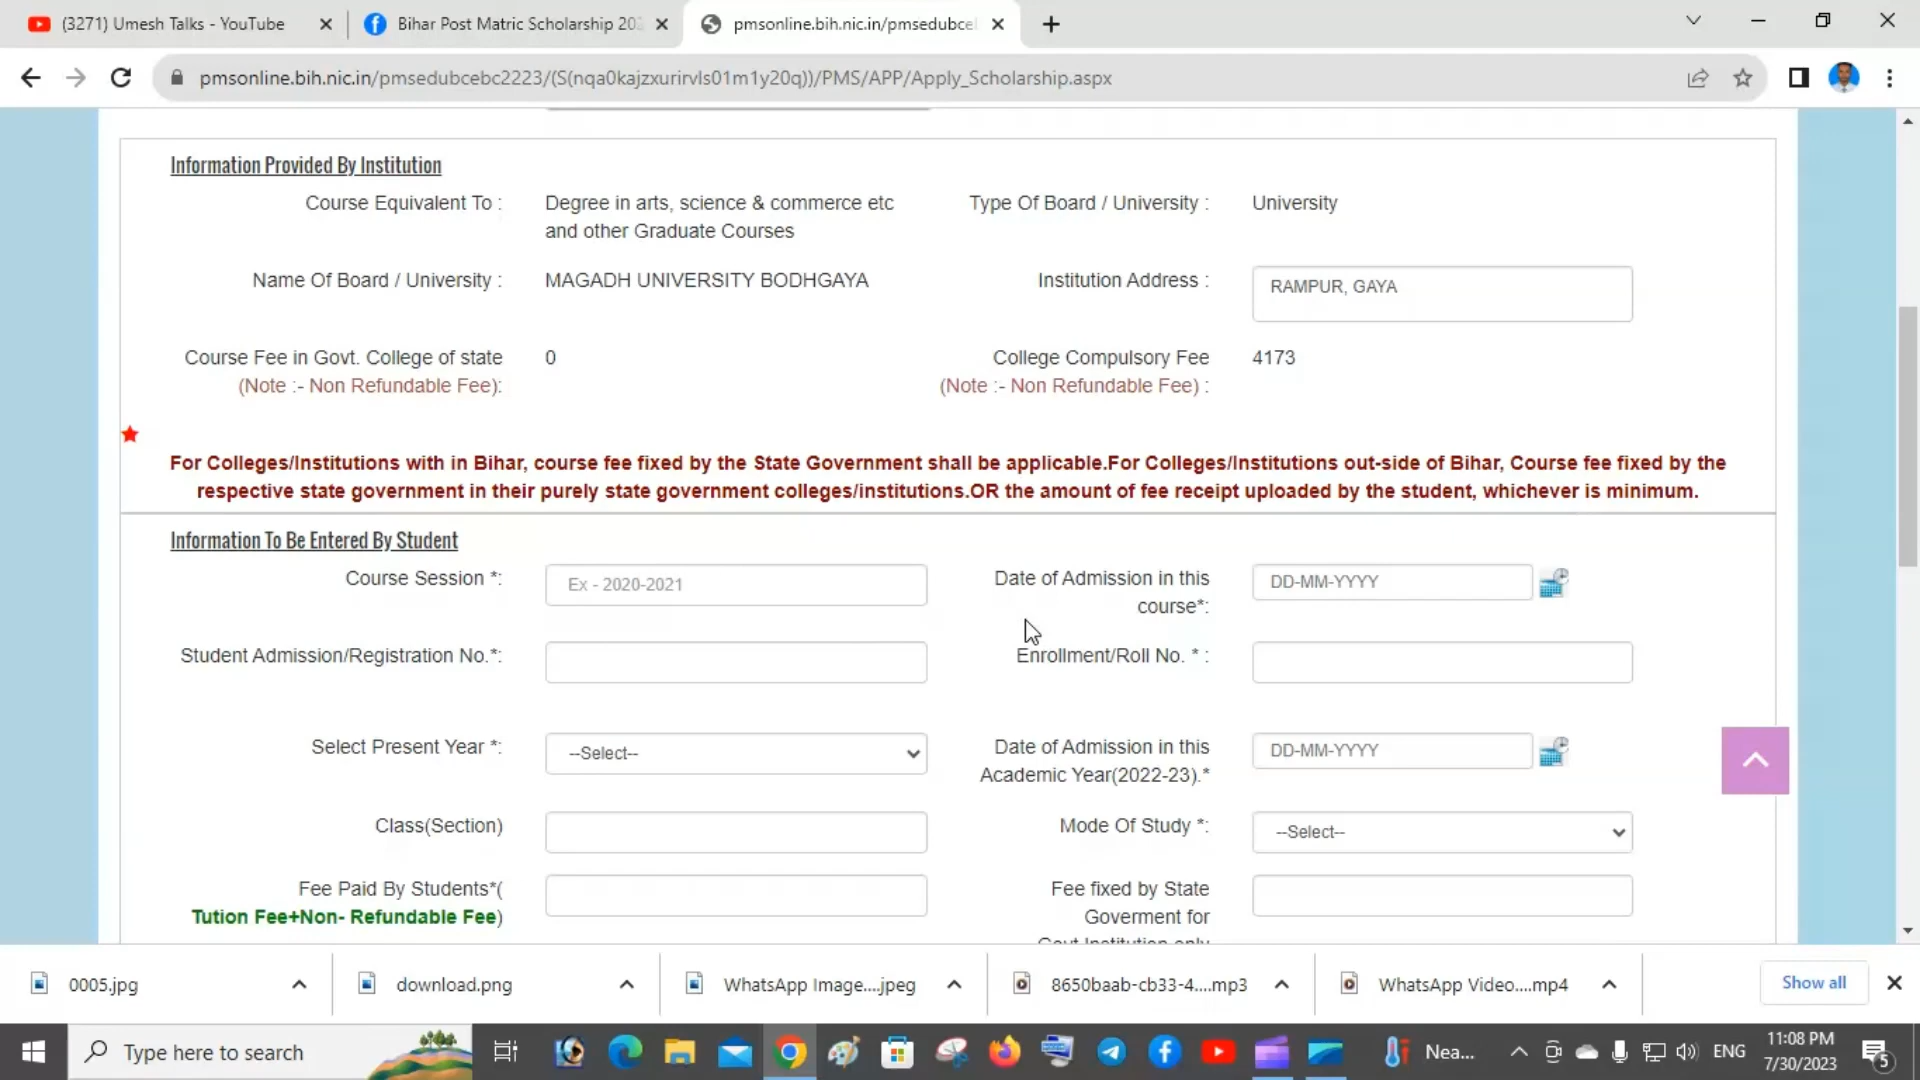 (3271) Umesh Talks - YouTube
Bihar Post Matric Scholarship 202
pmsonline.bih.nic.in/pmsedubcel
pmsonline.bih.nic.in/pmsedubcebc2223/(S(nqa0kajzxurirvls01m1y20q))/PMS/APP/Apply_Scholarship.aspx
Information Provided By Institution
Course Equivalent To :
Degree in arts, science & commerce etc
and other Graduate Courses
Type Of Board / University :
University
Name Of Board / University :
MAGADH UNIVERSITY BODHGAYA
Institution Address :
RAMPUR, GAYA
Course Fee in Govt. College of state
(Note :- Non Refundable Fee):
0
College Compulsory Fee
(Note :- Non Refundable Fee) :
4173
For Colleges/Institutions with in Bihar, course fee fixed by the State Government shall be applicable.For Colleges/Institutions out-side of Bihar, Course fee fixed by the
respective state government in their purely state government colleges/institutions.OR the amount of fee receipt uploaded by the student, whichever is minimum.
Information To Be Entered By Student
Course Session *:
Ex - 2020-2021
Date of Admission in this
course*:
DD-MM-YYYY
Student Admission/Registration No.*:
Enrollment/Roll No. * :
Select Present Year *:
--Select--
Date of Admission in this
Academic Year(2022-23).*
DD-MM-YYYY
Class(Section)
Mode Of Study *:
--Select--
Fee Paid By Students*(
Tution Fee+Non- Refundable Fee)
Fee fixed by State
Goverment for
Govt Institution only
0005.jpg
download.png
WhatsApp Image....jpeg
8650baab-cb33-4....mp3
WhatsApp Video....mp4
Show all
Type here to search
Nea...
ENG
11:08 PM
7/30/2023
5